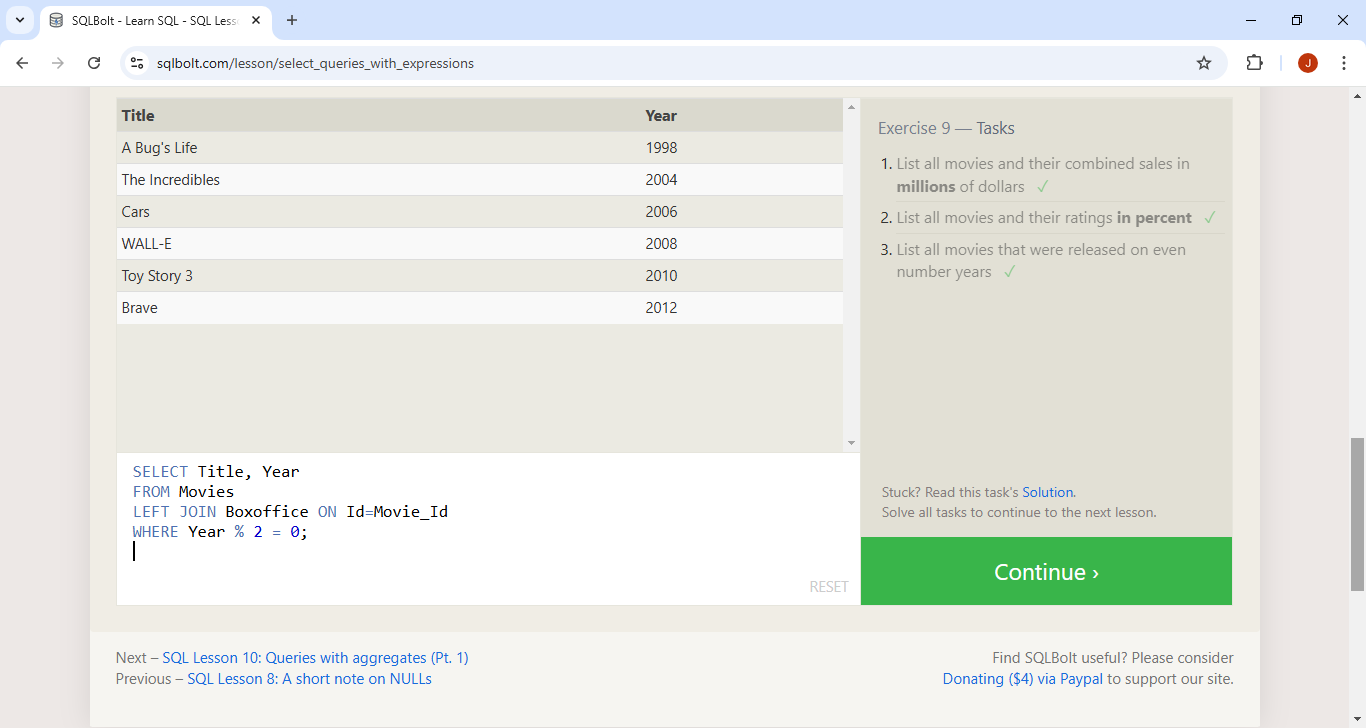 SQLBolt - Learn SQL - SQL Less
sqlbolt.com/lesson/select_queries_with_expressions
J
Title Year
A Bug's Life 1998
The Incredibles 2004
Cars 2006
WALL-E 2008
Toy Story 3 2010
Brave 2012
SELECT Title, Year
FROM Movies
LEFT JOIN Boxoffice ON Id=Movie_Id
WHERE Year % 2 = 0;
RESET
Exercise 9 — Tasks
1. List all movies and their combined sales in
millions of dollars ✓
2. List all movies and their ratings in percent ✓
3. List all movies that were released on even
number years ✓
Stuck? Read this task's Solution.
Solve all tasks to continue to the next lesson.
Continue ›
Next – SQL Lesson 10: Queries with aggregates (Pt. 1)
Previous – SQL Lesson 8: A short note on NULLs
Find SQLBolt useful? Please consider
Donating ($4) via Paypal to support our site.